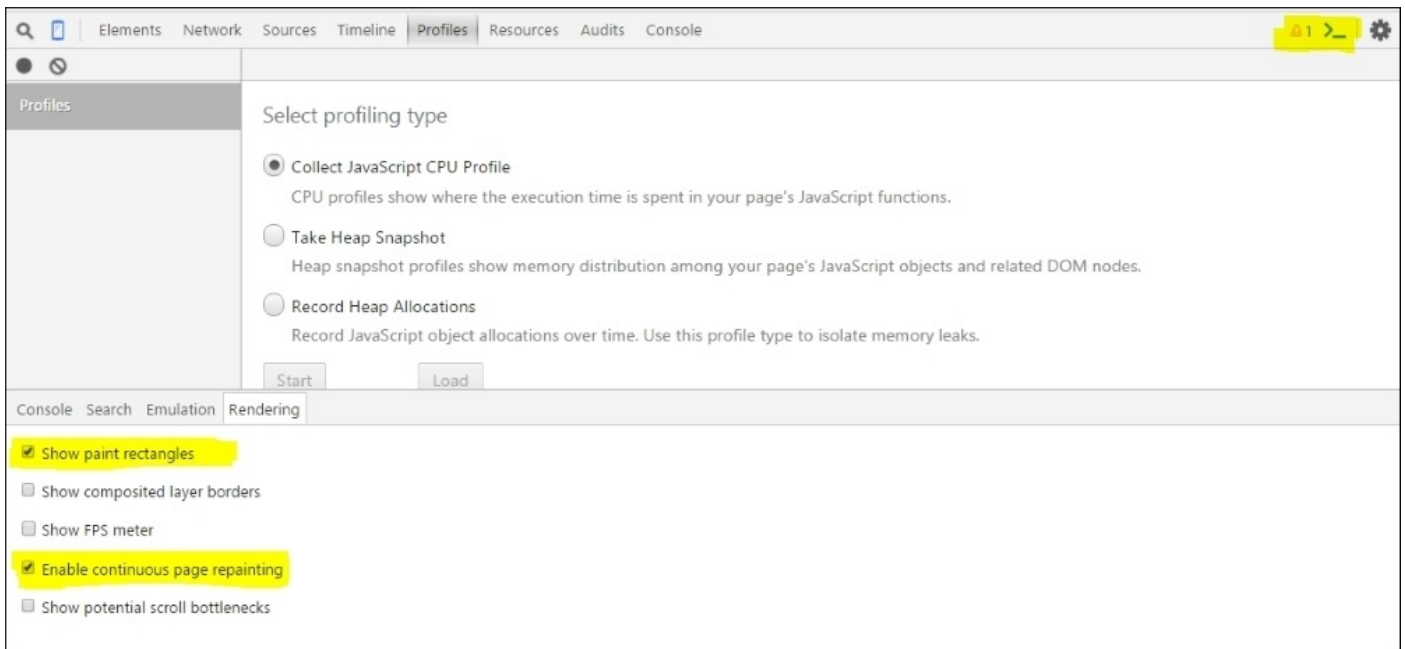 Elements Network Sources Timeline Profiles Resources Audits Console 1
Profiles
Select profiling type
Collect JavaScript CPU Profile
CPU profiles show where the execution time is spent in your page's JavaScript functions.
Take Heap Snapshot
Heap snapshot profiles show memory distribution among your page's JavaScript objects and related DOM nodes.
Record Heap Allocations
Record JavaScript object allocations over time. Use this profile type to isolate memory leaks.
Start Load
Console Search Emulation Rendering
Show paint rectangles
Show composited layer borders
Show FPS meter
Enable continuous page repainting
Show potential scroll bottlenecks